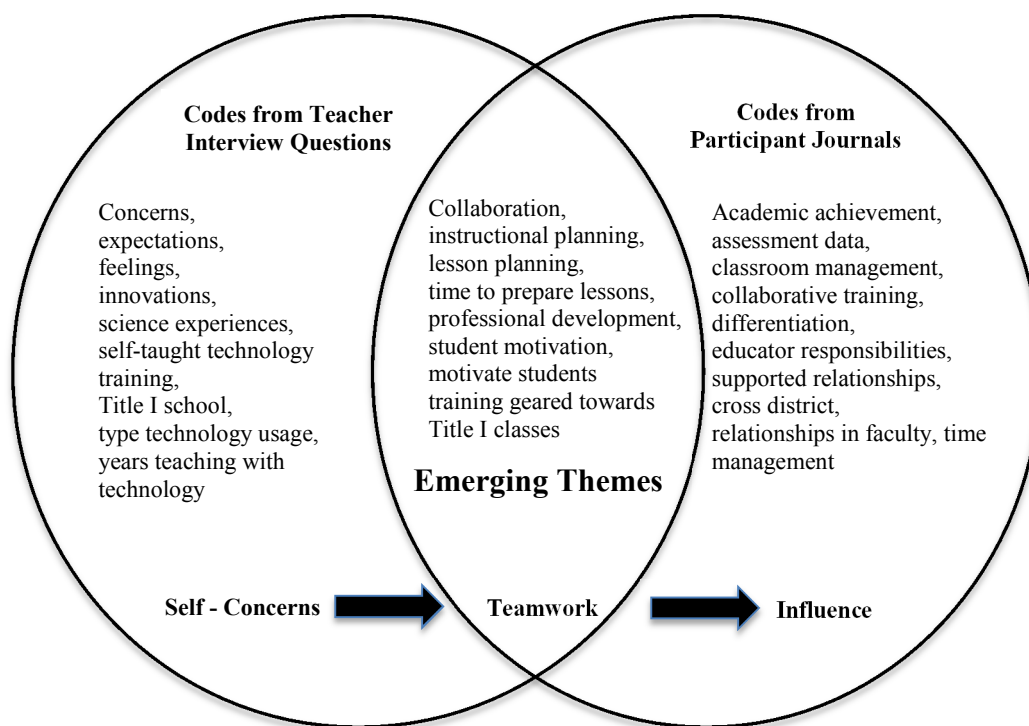 Codes from Teacher
Interview Questions
Concerns,
expectations,
feelings,
innovations,
science experiences,
self-taught technology
training,
Title I school,
type technology usage,
years teaching with
technology
Collaboration,
instructional planning,
lesson planning,
time to prepare lessons,
professional development,
student motivation,
motivate students
training geared towards
Title I classes
Emerging Themes
Codes from
Participant Journals
Academic achievement,
assessment data,
classroom management,
collaborative training,
differentiation,
educator responsibilities,
supported relationships,
cross district,
relationships in faculty, time
management
Self - Concerns
Teamwork
Influence